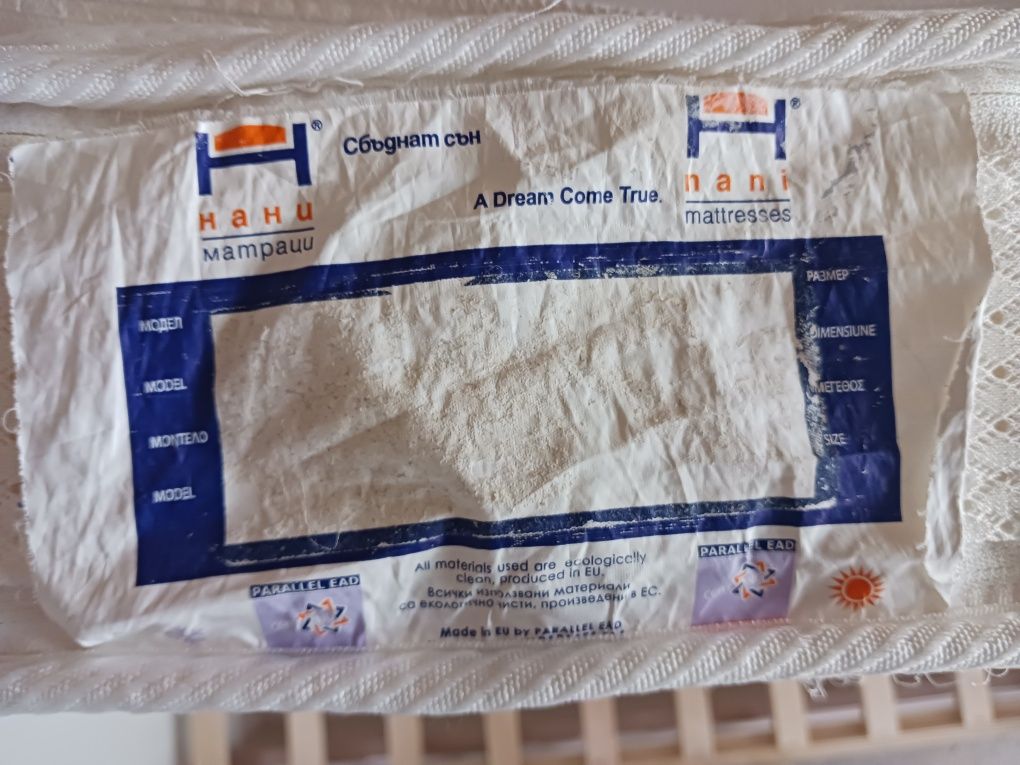 нани
матраци
Сбъднат сън
A Dream Come True.
nani
mattresses
МОДЕЛ
MODEL
ΜΟΝΤΕΛΟ
MODEL
РАЗМЕР
DIMENSIUNE
ΜΕΓΕΘΟΣ
SIZE
PARALLEL EAD
All materials used are ecologically
clean, produced in EU.
Всички използвани материали
са екологично чисти, произведени в ЕС.
Made in EU by PARALLEL EAD
PARALLEL EAD